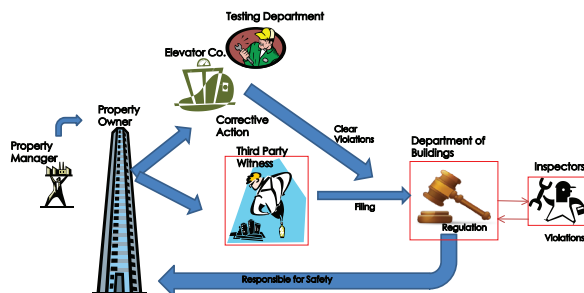 Testing Department
Elevator Co.
Property
Owner
Property
Manager
Corrective
Action
Clear
Violations
Third Party
Witness
Filing
Department of
Buildings
Regulation
Inspectors
Violations
Responsible for Safety